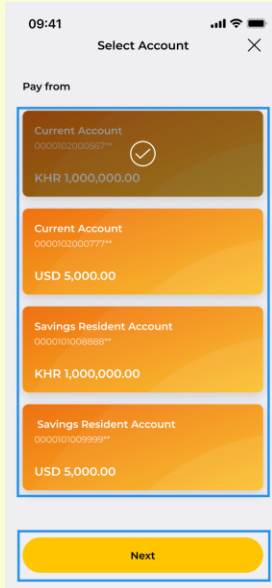 09:41
Select Account
Pay from
Current Account
0000102000567**
KHR 1,000,000.00
Current Account
0000102000777**
USD 5,000.00
Savings Resident Account
0000101008888**
KHR 1,000,000.00
Savings Resident Account
0000101009999**
USD 5,000.00
Next